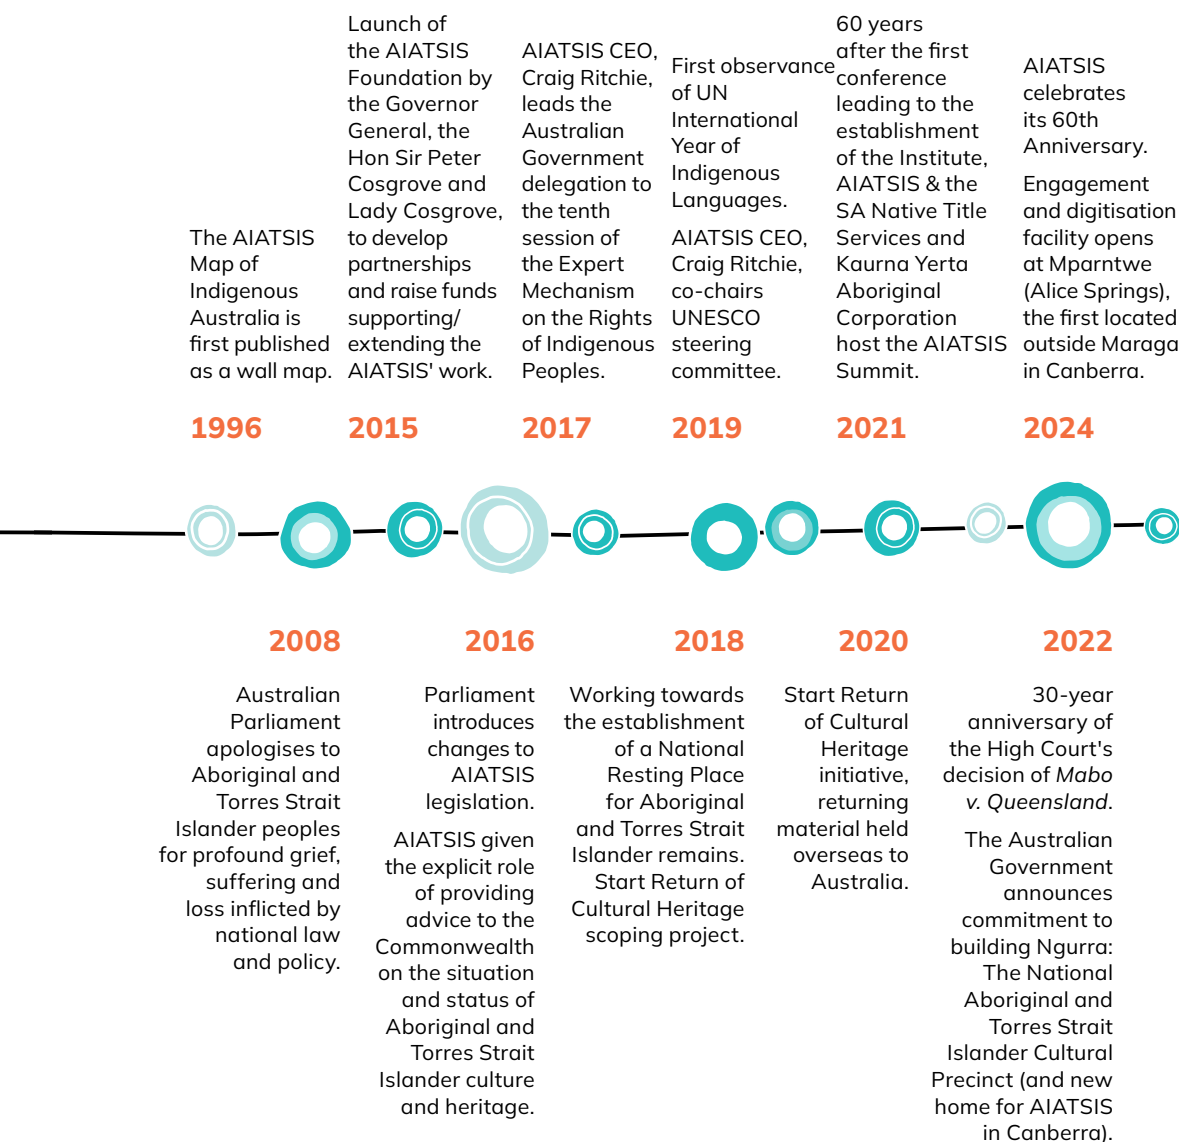 The AIATSIS
Map of
Indigenous
Australia is
first published
as a wall map.
1996
Launch of
the AIATSIS
Foundation by
the Governor
General, the
Hon Sir Peter
Cosgrove and
Lady Cosgrove,
to develop
partnerships
and raise funds
supporting/
extending the
AIATSIS' work.
2015
AIATSIS CEO,
Craig Ritchie,
leads the
Australian
Government
delegation to
the tenth
session of
the Expert
Mechanism
on the Rights
of Indigenous
Peoples.
2017
First observance
of UN
International
Year of
Indigenous
Languages.
AIATSIS CEO,
Craig Ritchie,
co-chairs
UNESCO
steering
committee.
2019
60 years
after the first
conference
leading to the
establishment
of the Institute,
AIATSIS & the
SA Native Title
Services and
Kaurna Yerta
Aboriginal
Corporation
host the AIATSIS
Summit.
2021
AIATSIS
celebrates
its 60th
Anniversary.
Engagement
and digitisation
facility opens
at Mparntwe
(Alice Springs),
the first located
outside Maraga
in Canberra.
2024
2008
Australian
Parliament
apologises to
Aboriginal and
Torres Strait
Islander peoples
for profound grief,
suffering and
loss inflicted by
national law
and policy.
2016
Parliament
introduces
changes to
AIATSIS
legislation.
AIATSIS given
the explicit role
of providing
advice to the
Commonwealth
on the situation
and status of
Aboriginal and
Torres Strait
Islander culture
and heritage.
2018
Working towards
the establishment
of a National
Resting Place
for Aboriginal
and Torres Strait
Islander remains.
Start Return of
Cultural Heritage
scoping project.
2020
Start Return
of Cultural
Heritage
initiative,
returning
material held
overseas to
Australia.
2022
30-year
anniversary of
the High Court's
decision of Mabo
v. Queensland.
The Australian
Government
announces
commitment to
building Ngurra:
The National
Aboriginal and
Torres Strait
Islander Cultural
Precinct (and new
home for AIATSIS
in Canberra).